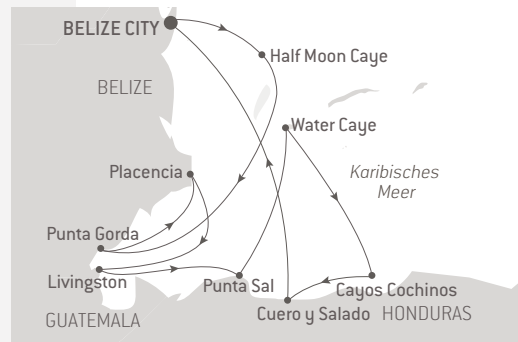 BELIZE CITY
Half Moon Caye
BELIZE
Water Caye
Placencia
Karibisches
Meer
Punta Gorda
Livingston
Punta Sal
Cayos Cochinos
Cuero y Salado
HONDURAS
GUATEMALA